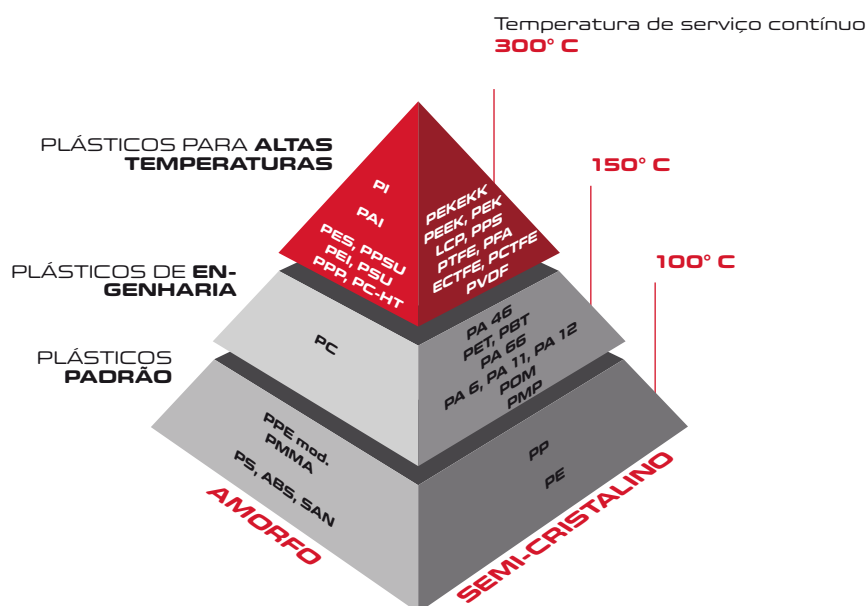 Temperatura de serviço contínuo
300° C
PLÁSTICOS PARA ALTAS
TEMPERATURAS
150° C
PI
PAI
PES, PPSU
PEI, PSU
PPP, PC-HT
PEKEKK
PEEK, PEK
LCP, PPS
PTFE, PFA
ECTFE, PCTFE
PVDF
100° C
PLÁSTICOS DE EN-
GENHARIA
PC
PA 46
PET, PBT
PA 66
PA 6, PA 11, PA 12
POM
PMP
PLÁSTICOS
PADRÃO
PPE mod.
PMMA
PS, ABS, SAN
PP
PE
AMORFO
SEMI-CRISTALINO